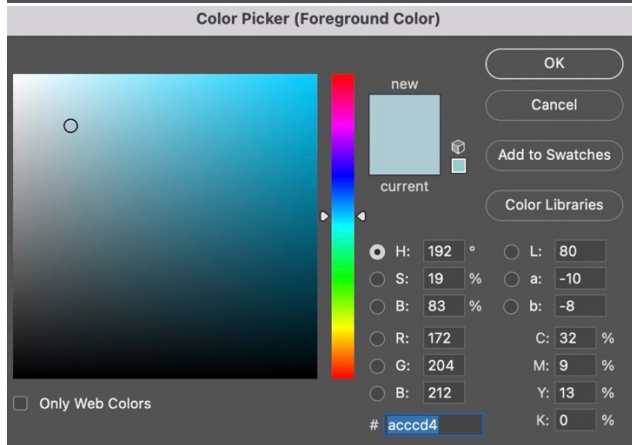 Color Picker (Foreground Color)
new
current
OK
Cancel
Add to Swatches
Color Libraries
H: 192 °
S: 19 %
B: 83 %
R: 172
G: 204
B: 212
# acccd4
L: 80
a: -10
b: -8
C: 32 %
M: 9 %
Y: 13 %
K: 0 %
Only Web Colors